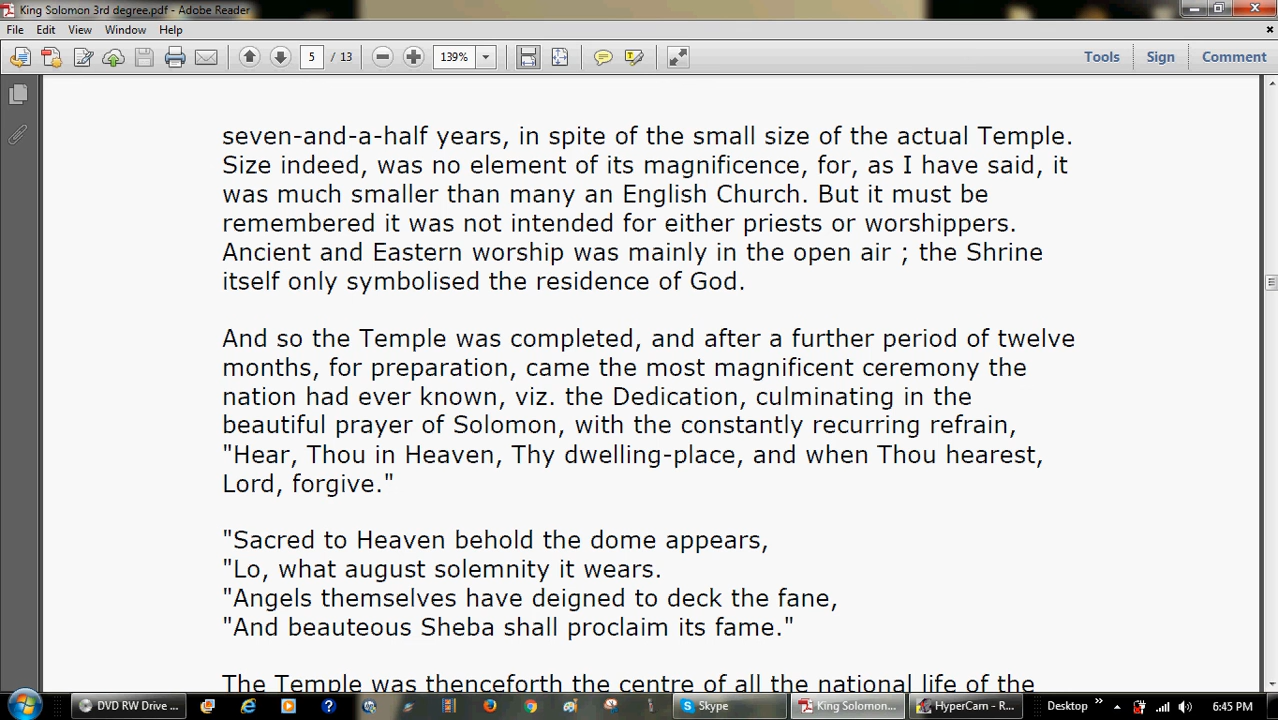 King Solomon 3rd degree.pdf - Adobe Reader
File Edit View Window Help
5 / 13 139% Tools Sign Comment
seven-and-a-half years, in spite of the small size of the actual Temple.
Size indeed, was no element of its magnificence, for, as I have said, it
was much smaller than many an English Church. But it must be
remembered it was not intended for either priests or worshippers.
Ancient and Eastern worship was mainly in the open air ; the Shrine
itself only symbolised the residence of God.
And so the Temple was completed, and after a further period of twelve
months, for preparation, came the most magnificent ceremony the
nation had ever known, viz. the Dedication, culminating in the
beautiful prayer of Solomon, with the constantly recurring refrain,
"Hear, Thou in Heaven, Thy dwelling-place, and when Thou hearest,
Lord, forgive."
"Sacred to Heaven behold the dome appears,
"Lo, what august solemnity it wears.
"Angels themselves have deigned to deck the fane,
"And beauteous Sheba shall proclaim its fame."
The Temple was thenceforth the centre of all the national life of the
DVD RW Drive ... Skype King Solomon... HyperCam - R... Desktop 6:45 PM